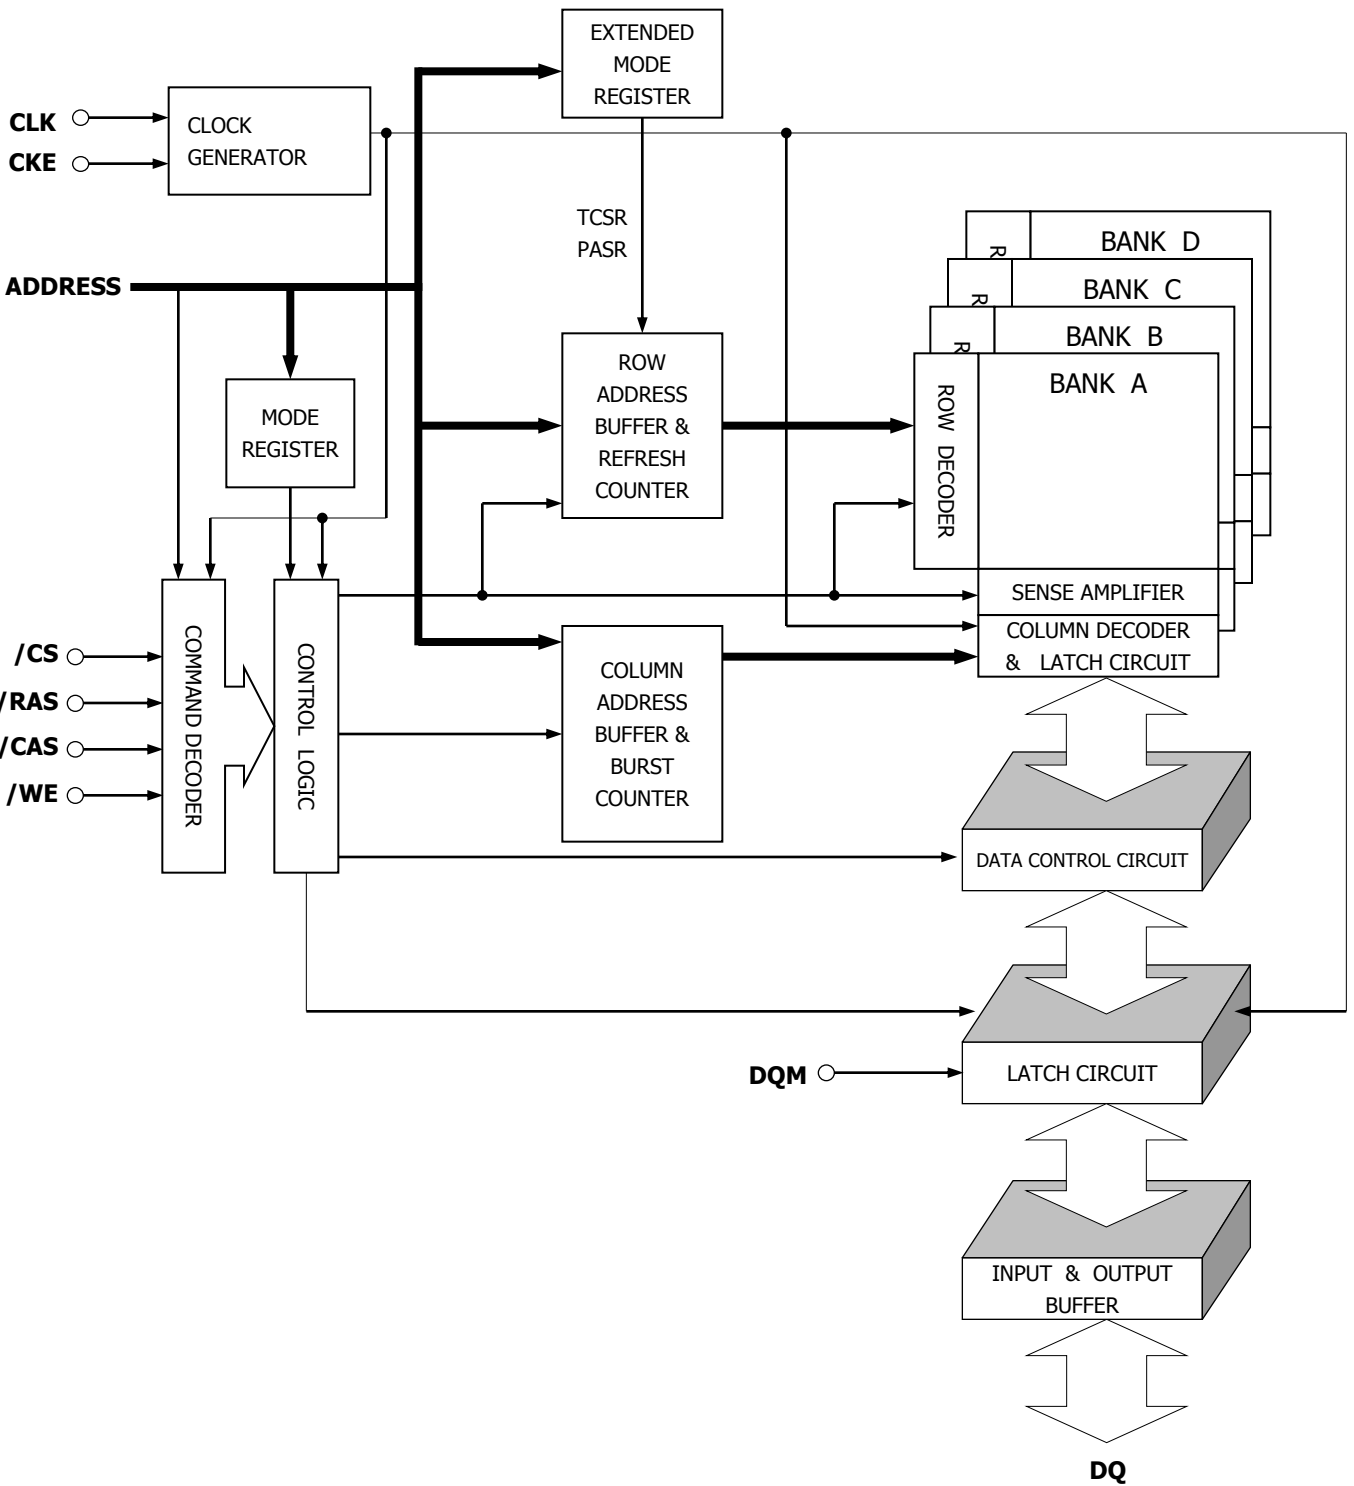 EXTENDED
MODE
REGISTER
CLK
CKE
CLOCK
GENERATOR
TCSR
PASR
ADDRESS
MODE
REGISTER
ROW
ADDRESS
BUFFER &
REFRESH
COUNTER
R
BANK D
R
BANK C
R
BANK B
BANK A
ROW DECODER
SENSE AMPLIFIER
COLUMN DECODER
& LATCH CIRCUIT
/CS
/RAS
/CAS
/WE
COMMAND DECODER
CONTROL LOGIC
COLUMN
ADDRESS
BUFFER &
BURST
COUNTER
DATA CONTROL CIRCUIT
DQM
LATCH CIRCUIT
INPUT & OUTPUT
BUFFER
DQ